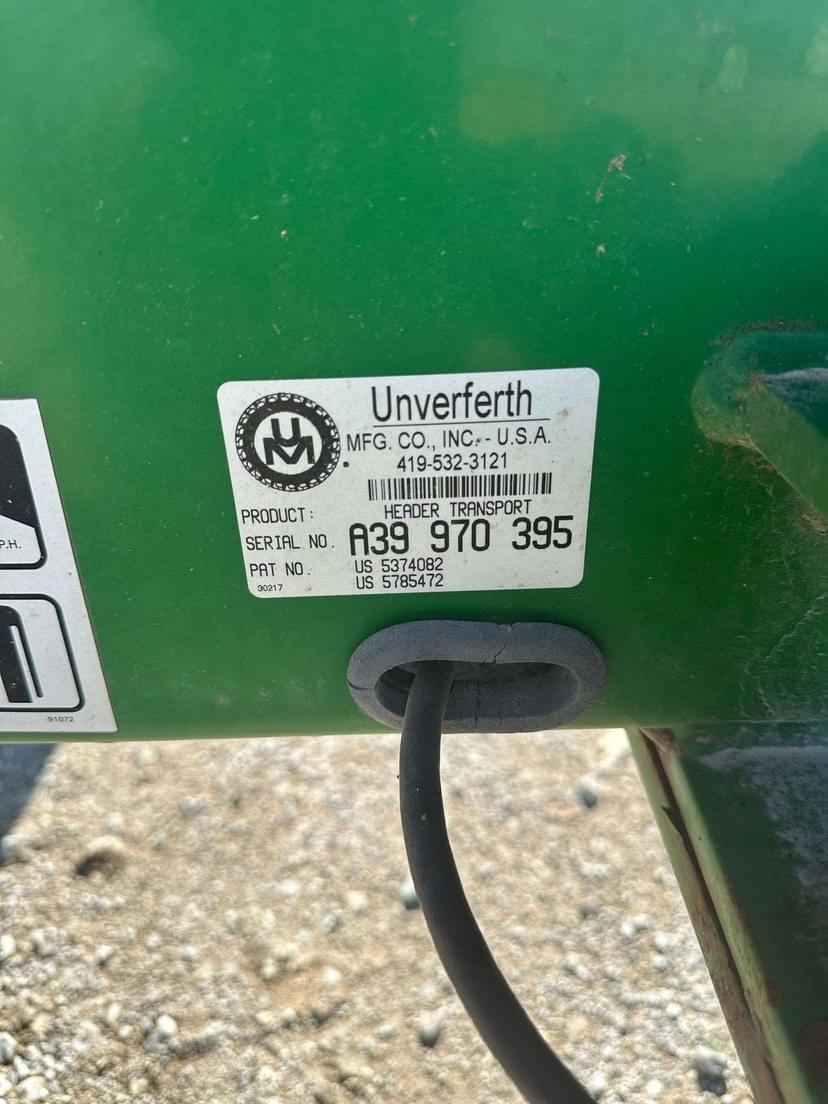 UM
Unverferth
MFG. CO., INC. - U.S.A.
419-532-3121
PRODUCT: HEADER TRANSPORT
SERIAL NO. A39 970 395
PAT NO. US 5374082
US 5785472
30217
P.H.
91072